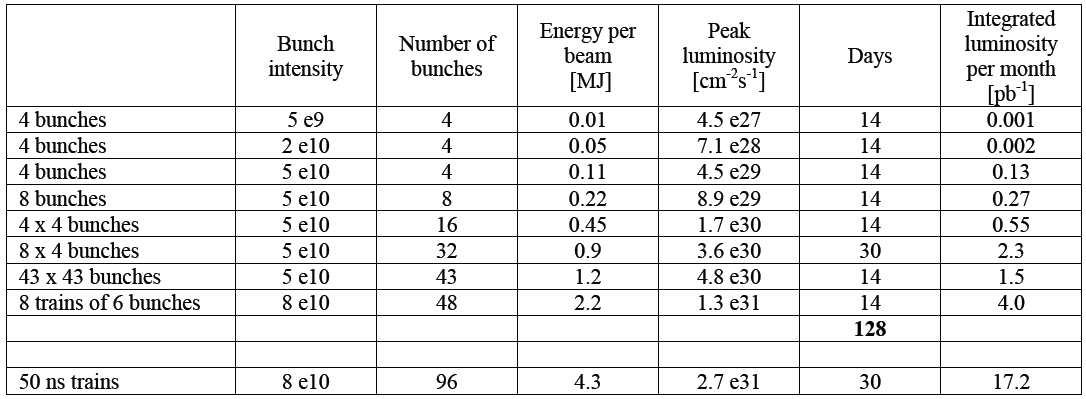 Bunch intensity Number of bunches Energy per beam [MJ] Peak luminosity [cm-2s-1] Days Integrated luminosity per month [pb-1]
4 bunches 5 e9 4 0.01 4.5 e27 14 0.001
4 bunches 2 e10 4 0.05 7.1 e28 14 0.002
4 bunches 5 e10 4 0.11 4.5 e29 14 0.13
8 bunches 5 e10 8 0.22 8.9 e29 14 0.27
4 x 4 bunches 5 e10 16 0.45 1.7 e30 14 0.55
8 x 4 bunches 5 e10 32 0.9 3.6 e30 30 2.3
43 x 43 bunches 5 e10 43 1.2 4.8 e30 14 1.5
8 trains of 6 bunches 8 e10 48 2.2 1.3 e31 14 4.0
128
50 ns trains 8 e10 96 4.3 2.7 e31 30 17.2